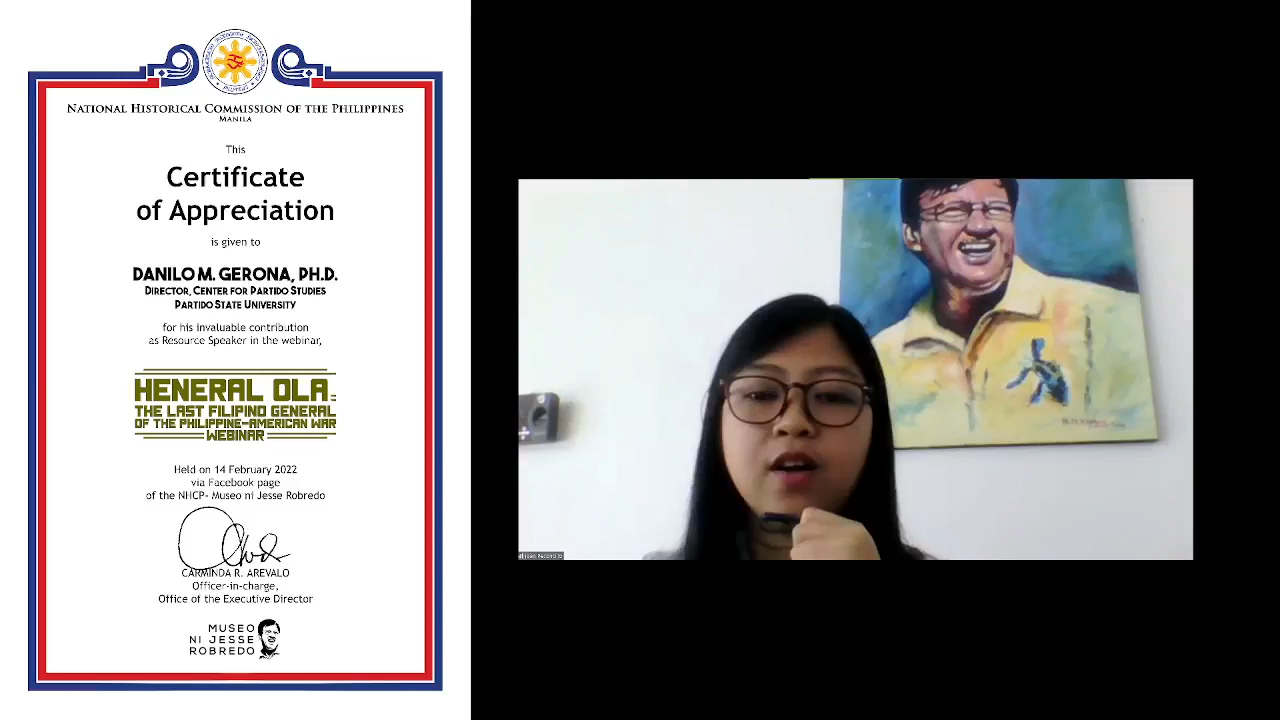 NATIONAL HISTORICAL COMMISSION OF THE PHILIPPINES
MANILA
This
Certificate
of Appreciation
is given to
DANILO M. GERONA, PH.D.
DIRECTOR, CENTER FOR PARTIDO STUDIES
PARTIDO STATE UNIVERSITY
for his invaluable contribution
as Resource Speaker in the webinar,
HENERAL OLA:
THE LAST FILIPINO GENERAL
OF THE PHILIPPINE-AMERICAN WAR
WEBINAR
Held on 14 February 2022
via Facebook page
of the NHCP- Museo ni Jesse Robredo
CARMINDA R. AREVALO
Officer-in-charge,
Office of the Executive Director
MUSEO
NI JESSE
ROBREDO